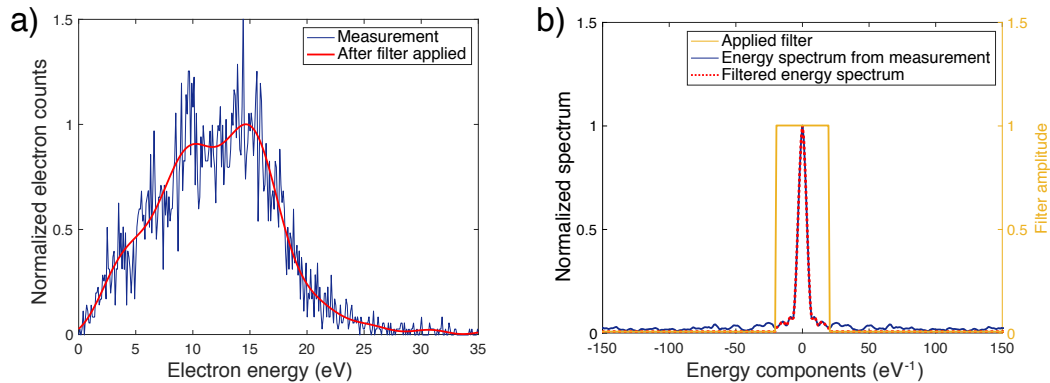 a)
Normalized electron counts
1.5
1
0.5
0
Measurement
After filter applied
0 5 10 15 20 25 30 35
Electron energy (eV)
b)
Normalized spectrum
1.5
1
0.5
0
Applied filter
Energy spectrum from measurement
Filtered energy spectrum
1.5
1
0.5
0
Filter amplitude
-150 -100 -50 0 50 100 150
Energy components (eV⁻¹)